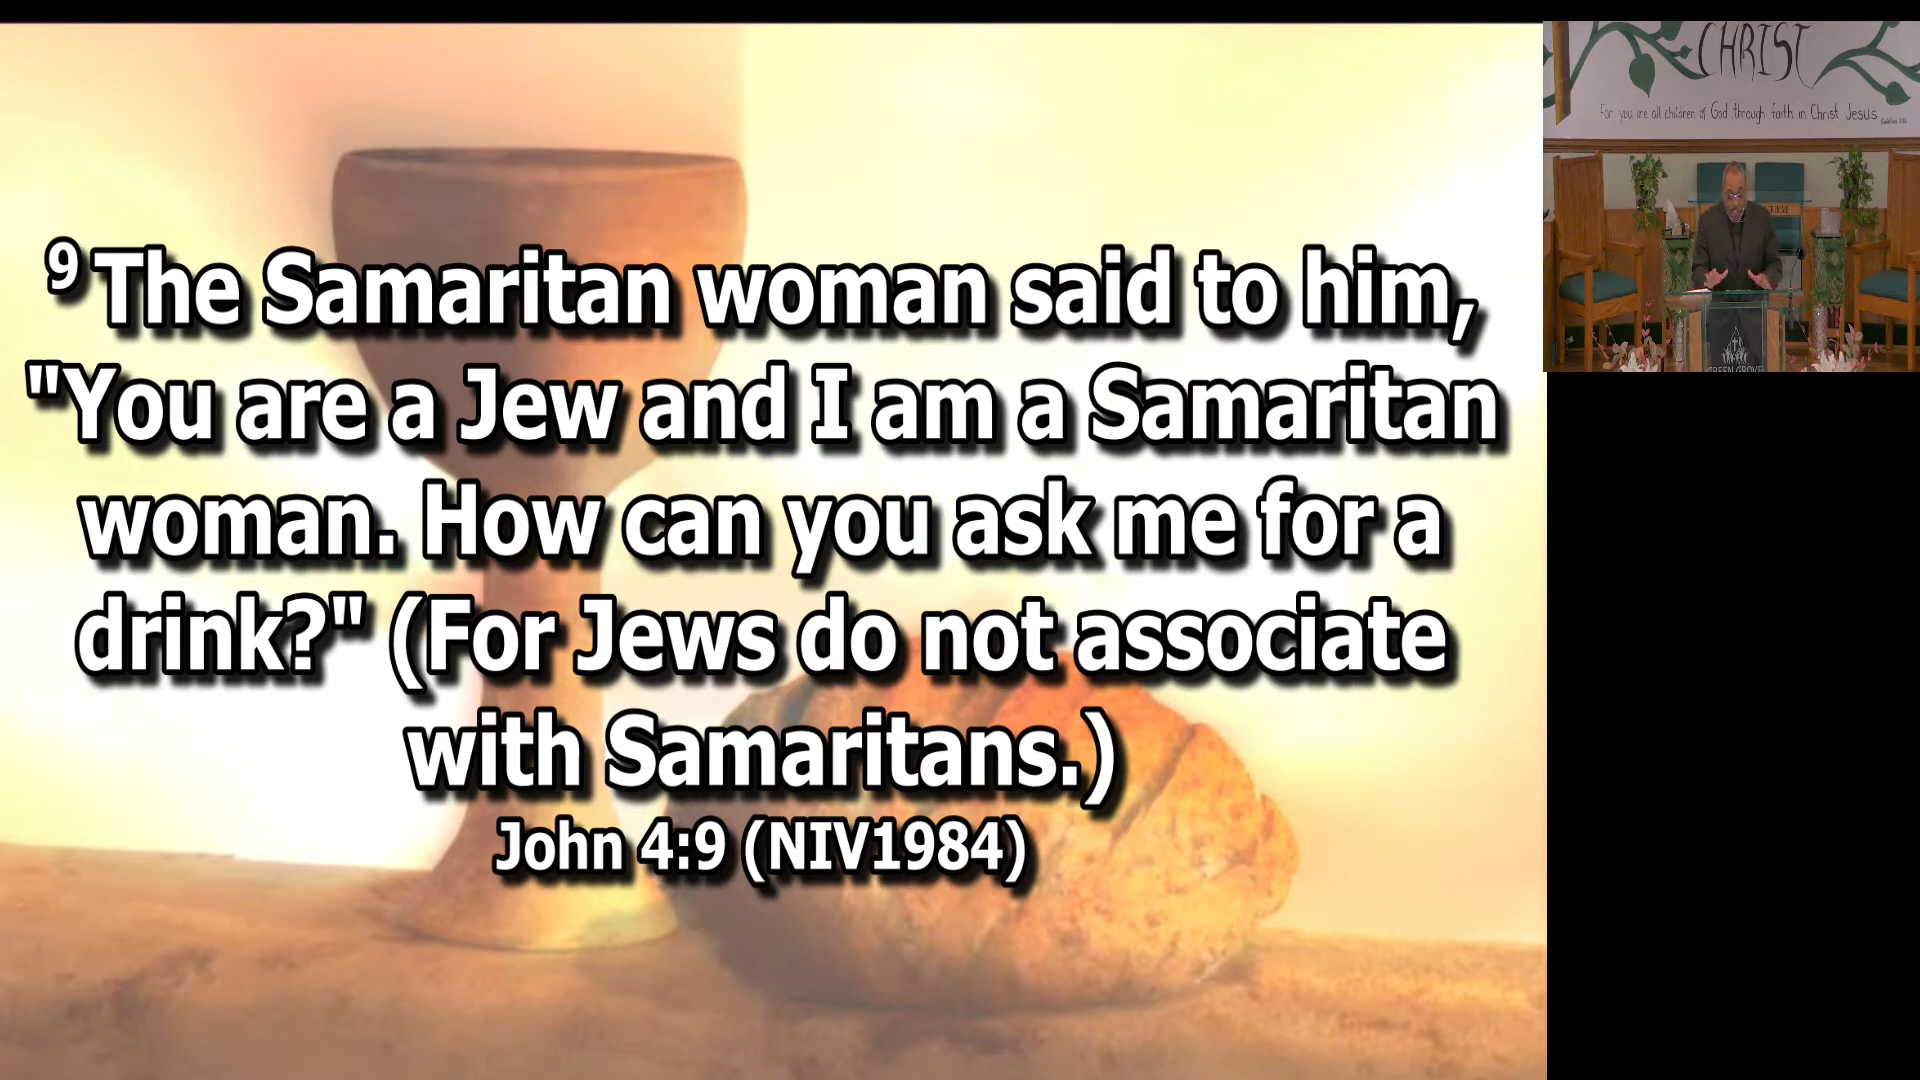 ⁹ The Samaritan woman said to him,
"You are a Jew and I am a Samaritan
woman. How can you ask me for a
drink?" (For Jews do not associate
with Samaritans.)
John 4:9 (NIV1984)
CHRIST
For you are all children of God through faith in Christ Jesus
GREEN GROVE